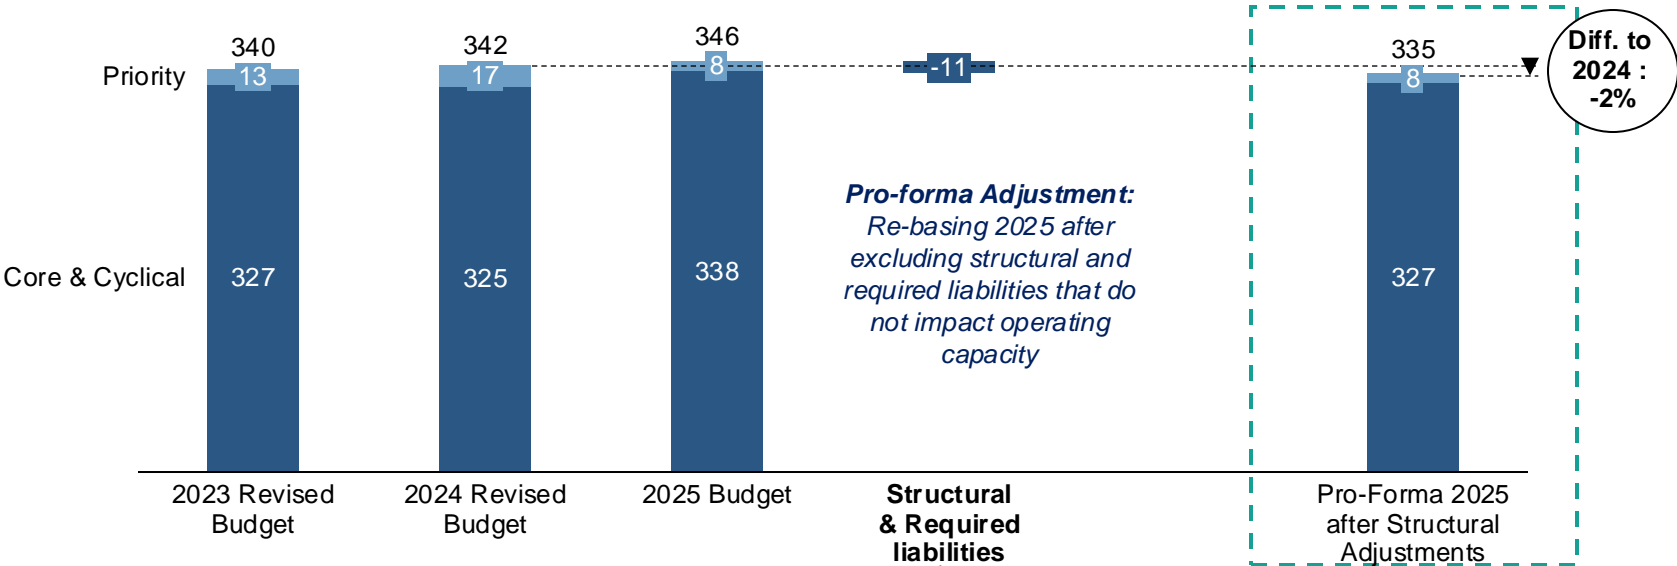 340
342
346
335
Diff. to
2024 :
-2%
Priority
13
17
8
-11
8
Pro-forma Adjustment:
Re-basing 2025 after
excluding structural and
required liabilities that do
not impact operating
capacity
Core & Cyclical
327
325
338
327
2023 Revised
Budget
2024 Revised
Budget
2025 Budget
Structural
& Required
liabilities
Pro-Forma 2025
after Structural
Adjustments